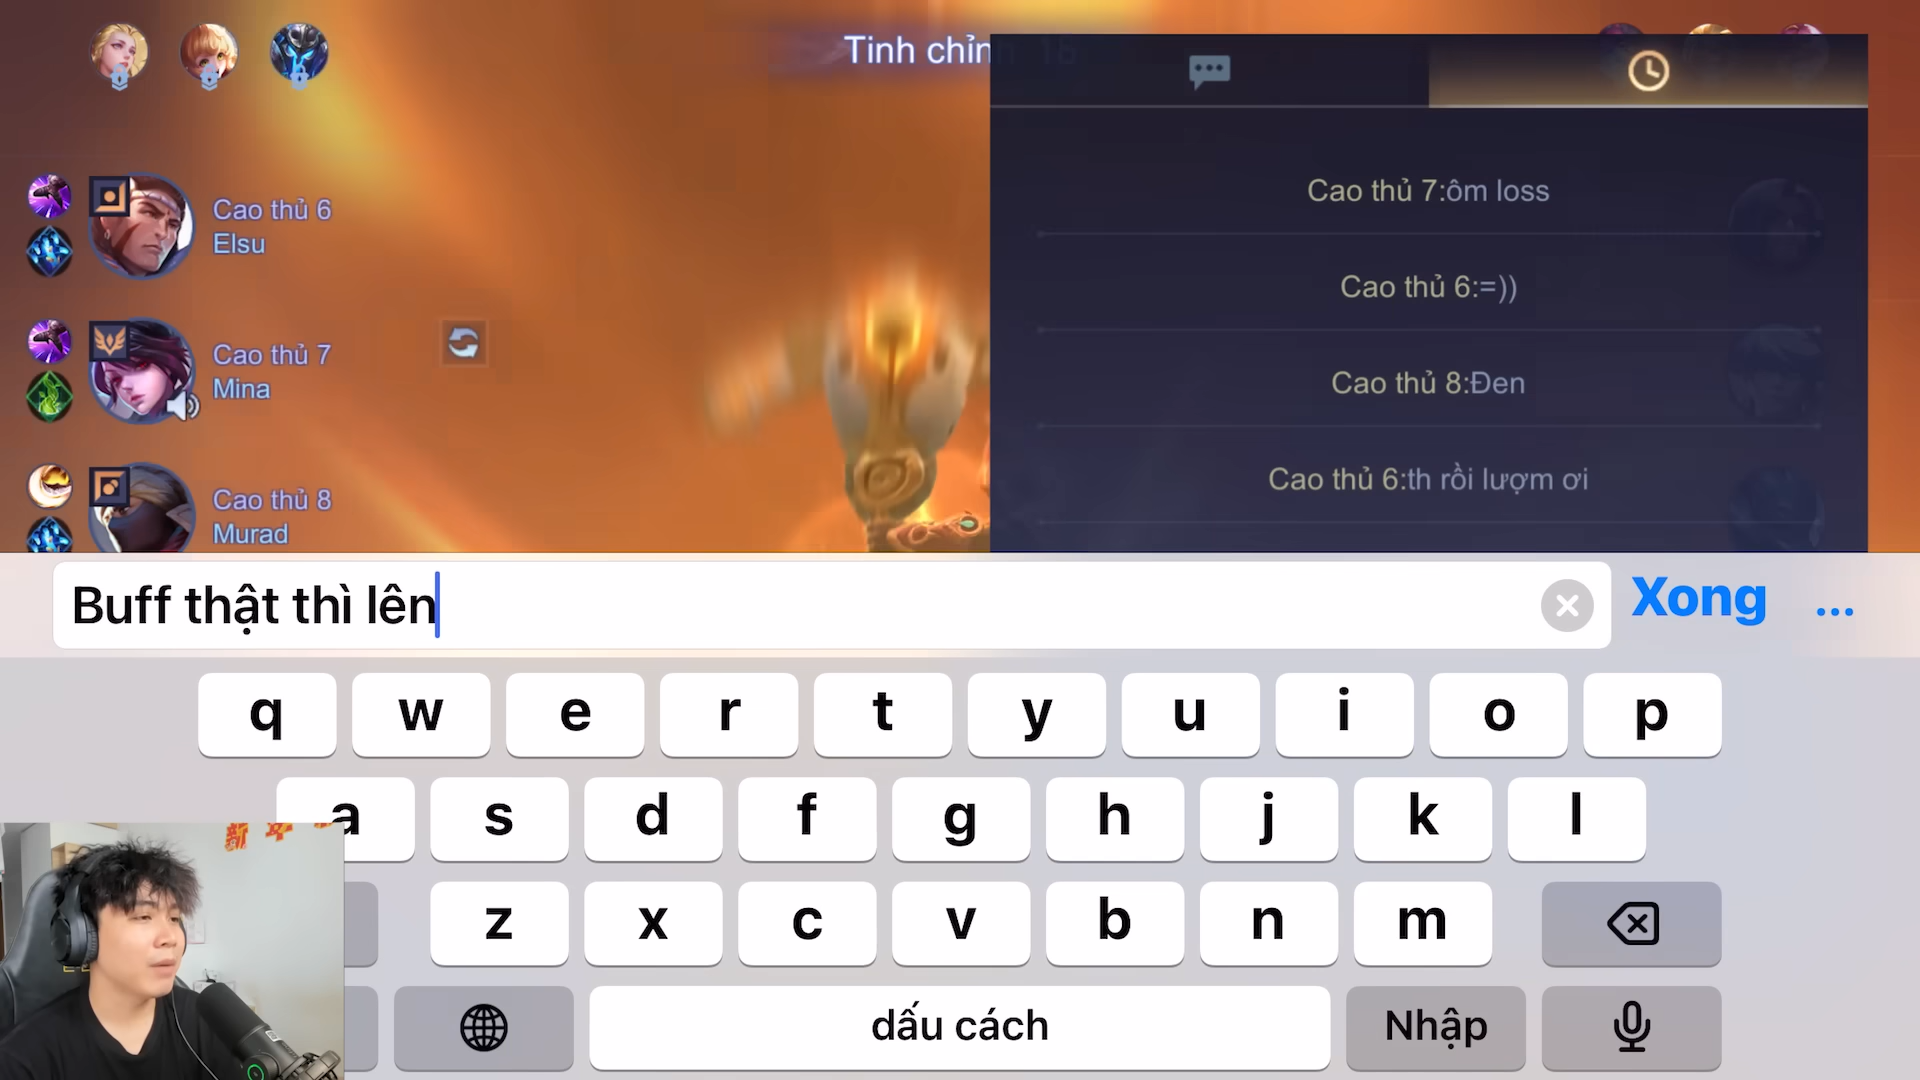 Tinh chỉn
Cao thủ 7:ôm loss
Cao thủ 6:=))
Cao thủ 8:Đen
Cao thủ 6:th rồi lượm ơi
Cao thủ 6
Elsu
Cao thủ 7
Mina
Cao thủ 8
Murad
Buff thật thì lên
Xong
...
q w e r t y u i o p
a s d f g h j k l
z x c v b n m
dấu cách
Nhập